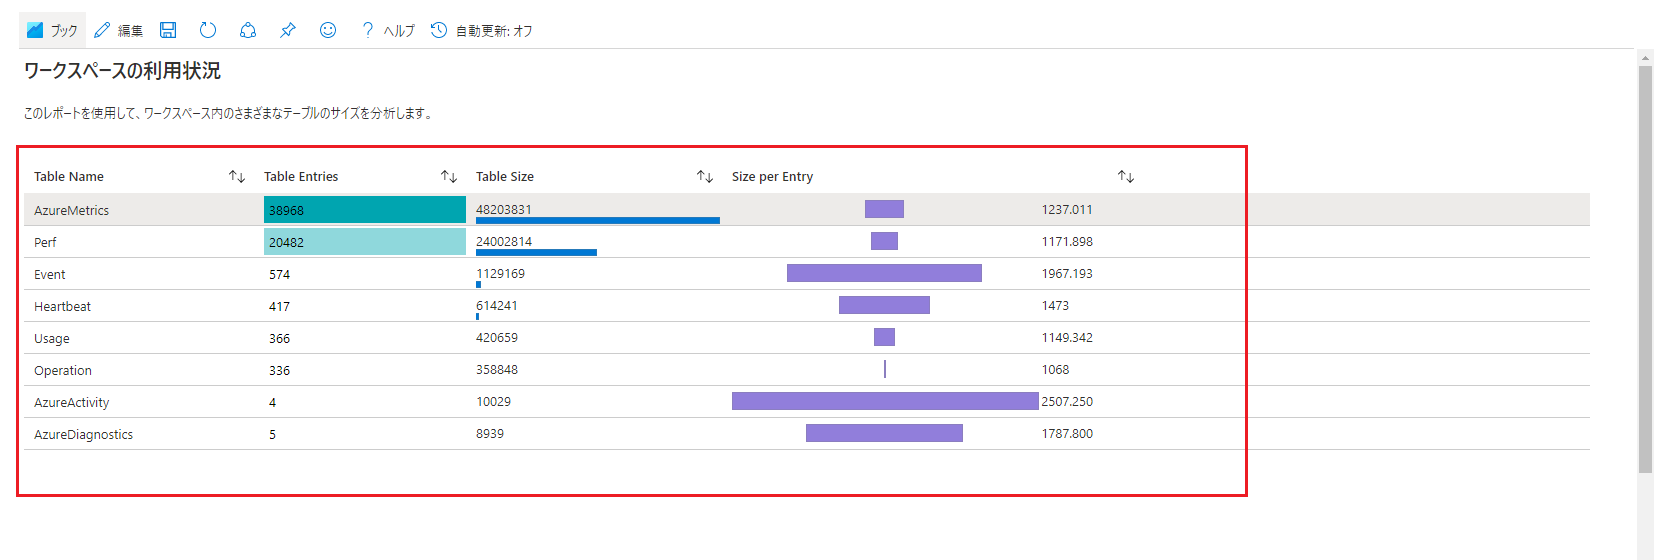 ブック 編集 ヘルプ 自動更新: オフ
ワークスペースの利用状況
このレポートを使用して、ワークスペース内のさまざまなテーブルのサイズを分析します。
Table Name Table Entries Table Size Size per Entry
AzureMetrics 38968 48203831 1237.011
Perf 20482 24002814 1171.898
Event 574 1129169 1967.193
Heartbeat 417 614241 1473
Usage 366 420659 1149.342
Operation 336 358848 1068
AzureActivity 4 10029 2507.250
AzureDiagnostics 5 8939 1787.800